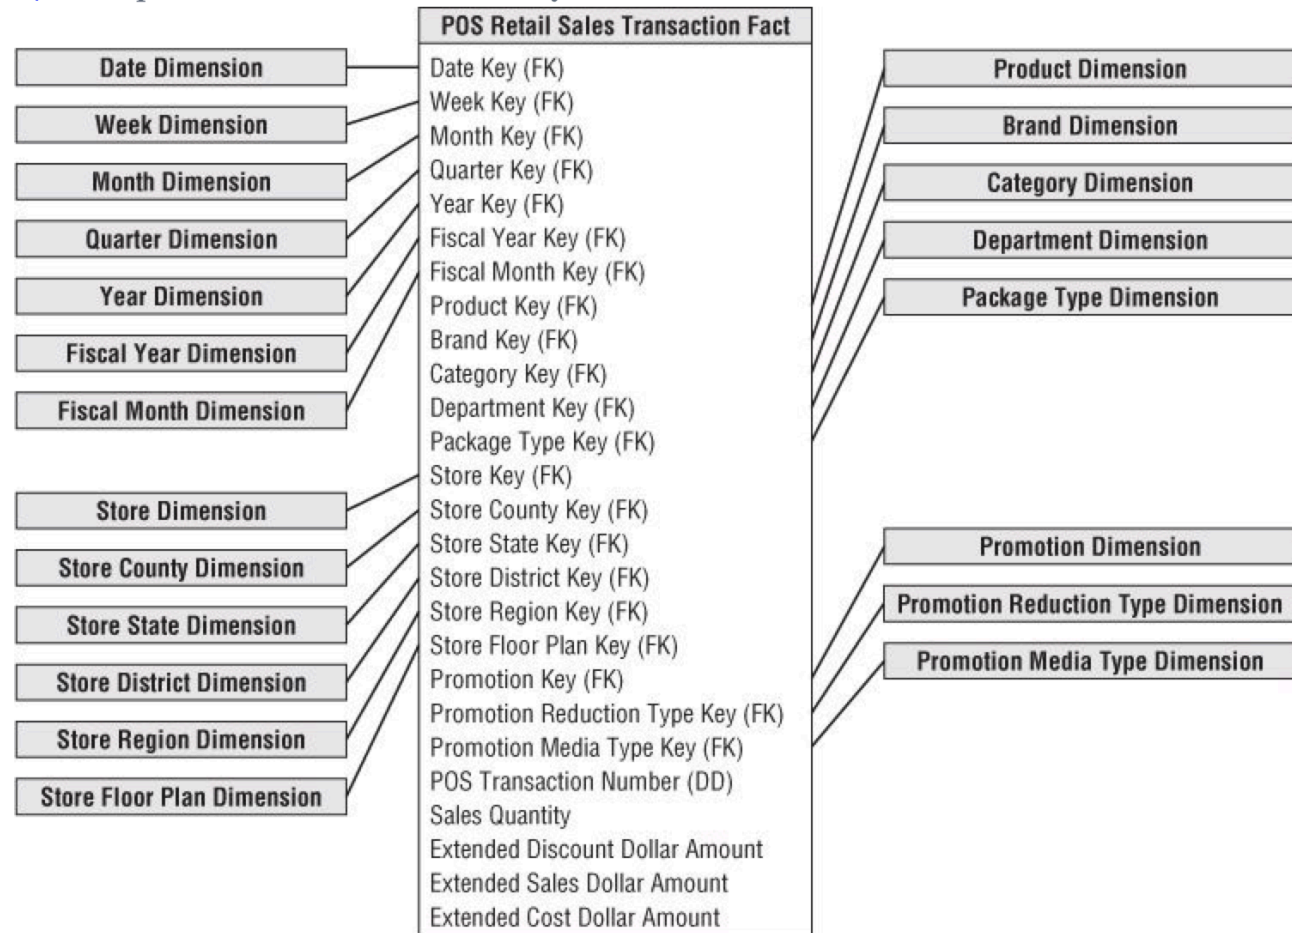 POS Retail Sales Transaction Fact
Date Key (FK)
Week Key (FK)
Month Key (FK)
Quarter Key (FK)
Year Key (FK)
Fiscal Year Key (FK)
Fiscal Month Key (FK)
Product Key (FK)
Brand Key (FK)
Category Key (FK)
Department Key (FK)
Package Type Key (FK)
Store Key (FK)
Store County Key (FK)
Store State Key (FK)
Store District Key (FK)
Store Region Key (FK)
Store Floor Plan Key (FK)
Promotion Key (FK)
Promotion Reduction Type Key (FK)
Promotion Media Type Key (FK)
POS Transaction Number (DD)
Sales Quantity
Extended Discount Dollar Amount
Extended Sales Dollar Amount
Extended Cost Dollar Amount
Date Dimension
Week Dimension
Month Dimension
Quarter Dimension
Year Dimension
Fiscal Year Dimension
Fiscal Month Dimension
Store Dimension
Store County Dimension
Store State Dimension
Store District Dimension
Store Region Dimension
Store Floor Plan Dimension
Product Dimension
Brand Dimension
Category Dimension
Department Dimension
Package Type Dimension
Promotion Dimension
Promotion Reduction Type Dimension
Promotion Media Type Dimension